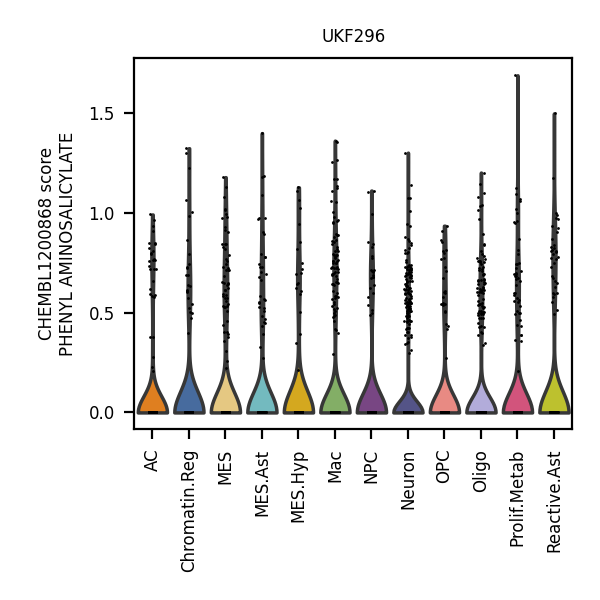 UKF296
CHEMBL1200868 score
PHENYL AMINOSALICYLATE
1.5
1.0
0.5
0.0
AC
Chromatin.Reg
MES
MES.Ast
MES.Hyp
Mac
NPC
Neuron
OPC
Oligo
Prolif.Metab
Reactive.Ast